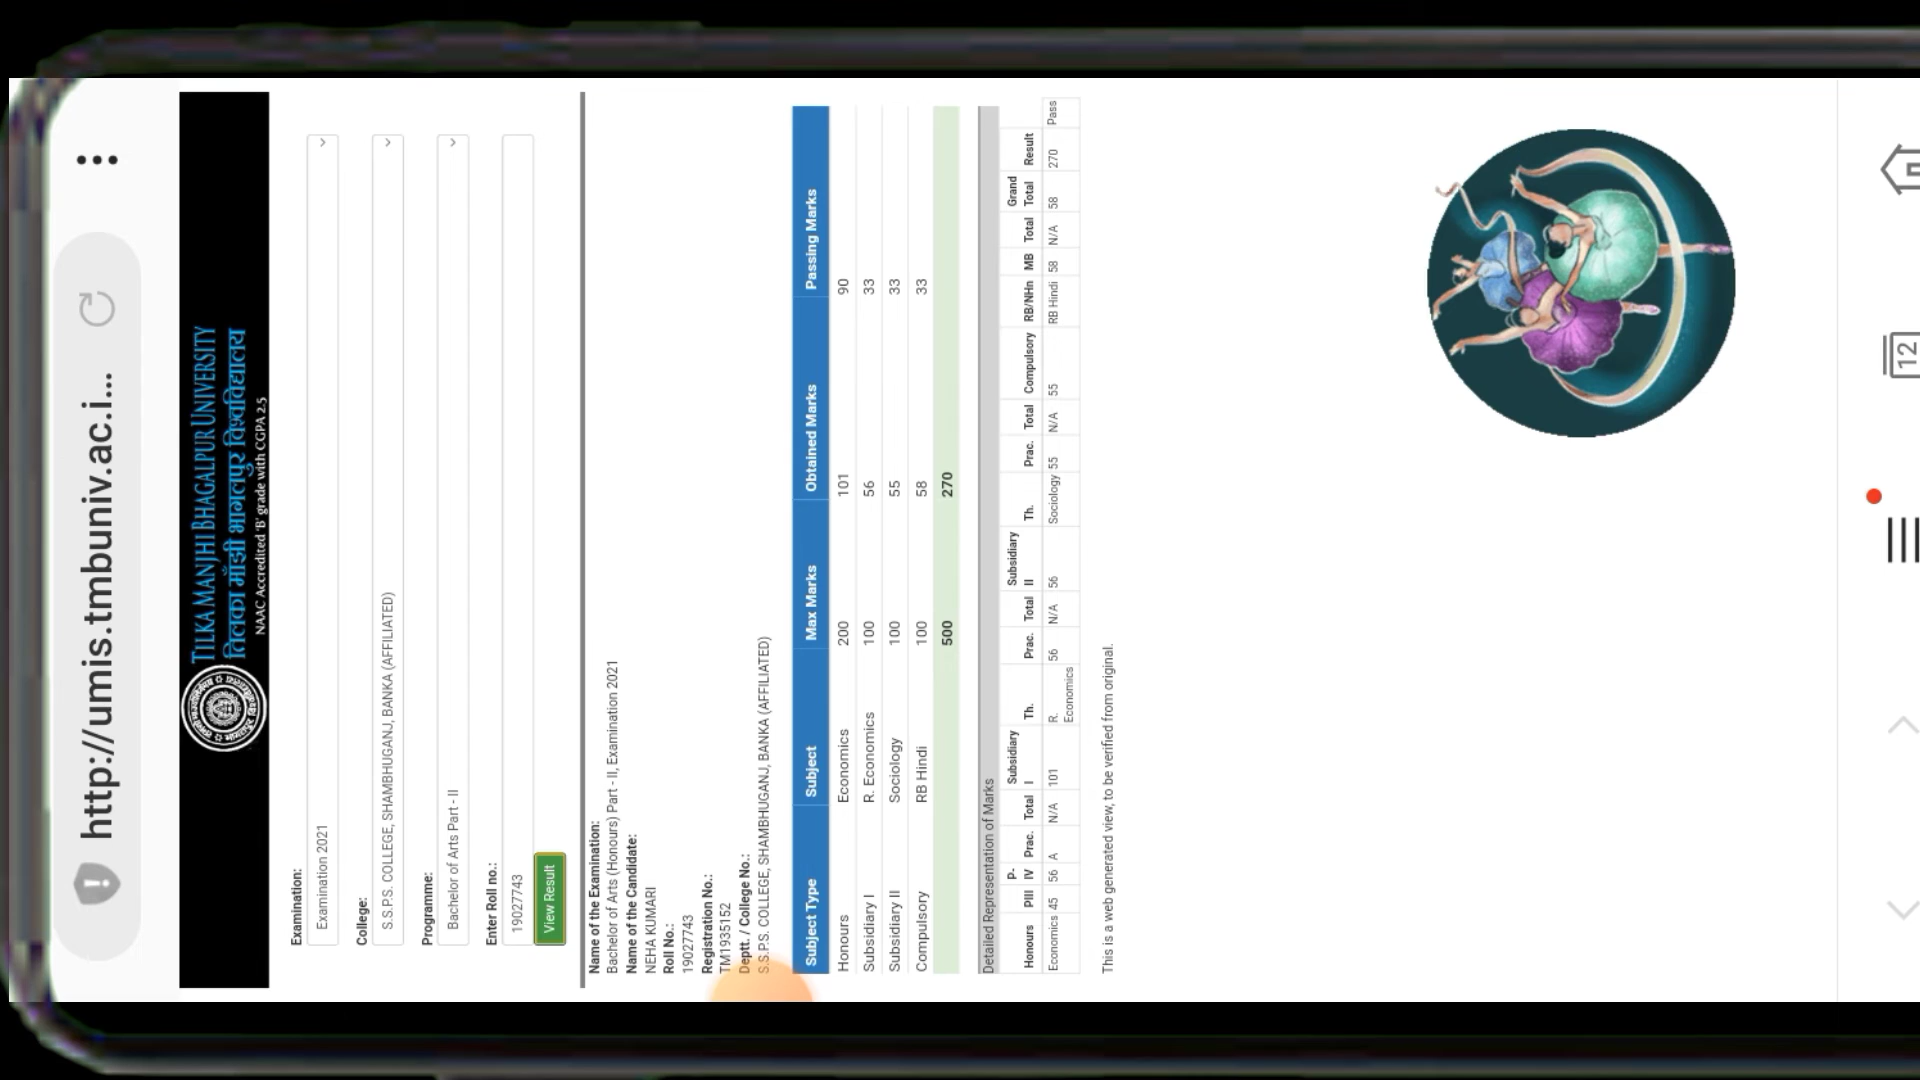 http://umis.tmbuniv.ac.i...
TILKA MANJHI BHAGALPUR UNIVERSITY
तिलका माँझी भागलपुर विश्वविद्यालय
NAAC Accredited 'B' grade with CGPA 2.5
Examination:
Examination 2021
College:
S.S.P.S. COLLEGE, SHAMBHUGANJ, BANKA (AFFILIATED)
Programme:
Bachelor of Arts Part - II
Enter Roll no.:
19027743
View Result
Name of the Examination:
Bachelor of Arts (Honours) Part - II, Examination 2021
Name of the Candidate:
NEHA KUMARI
Roll No.:
19027743
Registration No.:
TM1935152
Deptt. / College No.:
S.S.P.S. COLLEGE, SHAMBHUGANJ, BANKA (AFFILIATED)
Subject Type Subject Max Marks Obtained Marks Passing Marks
Honours Economics 200 101 90
Subsidiary I R. Economics 100 56 33
Subsidiary II Sociology 100 55 33
Compulsory RB Hindi 100 58 33
500 270
Detailed Representation of Marks
Honours PIII P-IV Prac. Total Subsidiary I Th. Prac. Total Subsidiary II Th. Prac. Total Compulsory RB/NHn MB Total Grand Total Result
Economics 45 56 A N/A 101 R. Economics 56 N/A 56 Sociology 55 N/A 55 RB Hindi 58 N/A 58 270 Pass
This is a web generated view, to be verified from original.
12